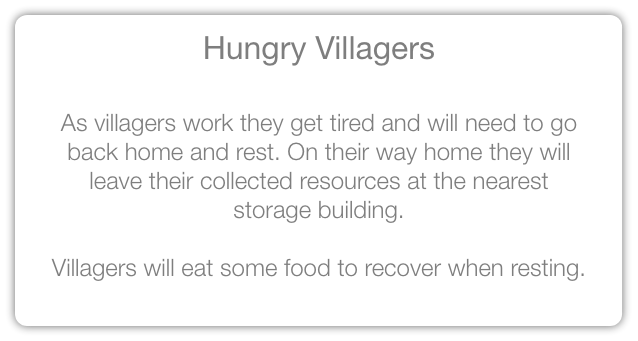 Hungry Villagers
As villagers work they get tired and will need to go
back home and rest. On their way home they will
leave their collected resources at the nearest
storage building.
Villagers will eat some food to recover when resting.